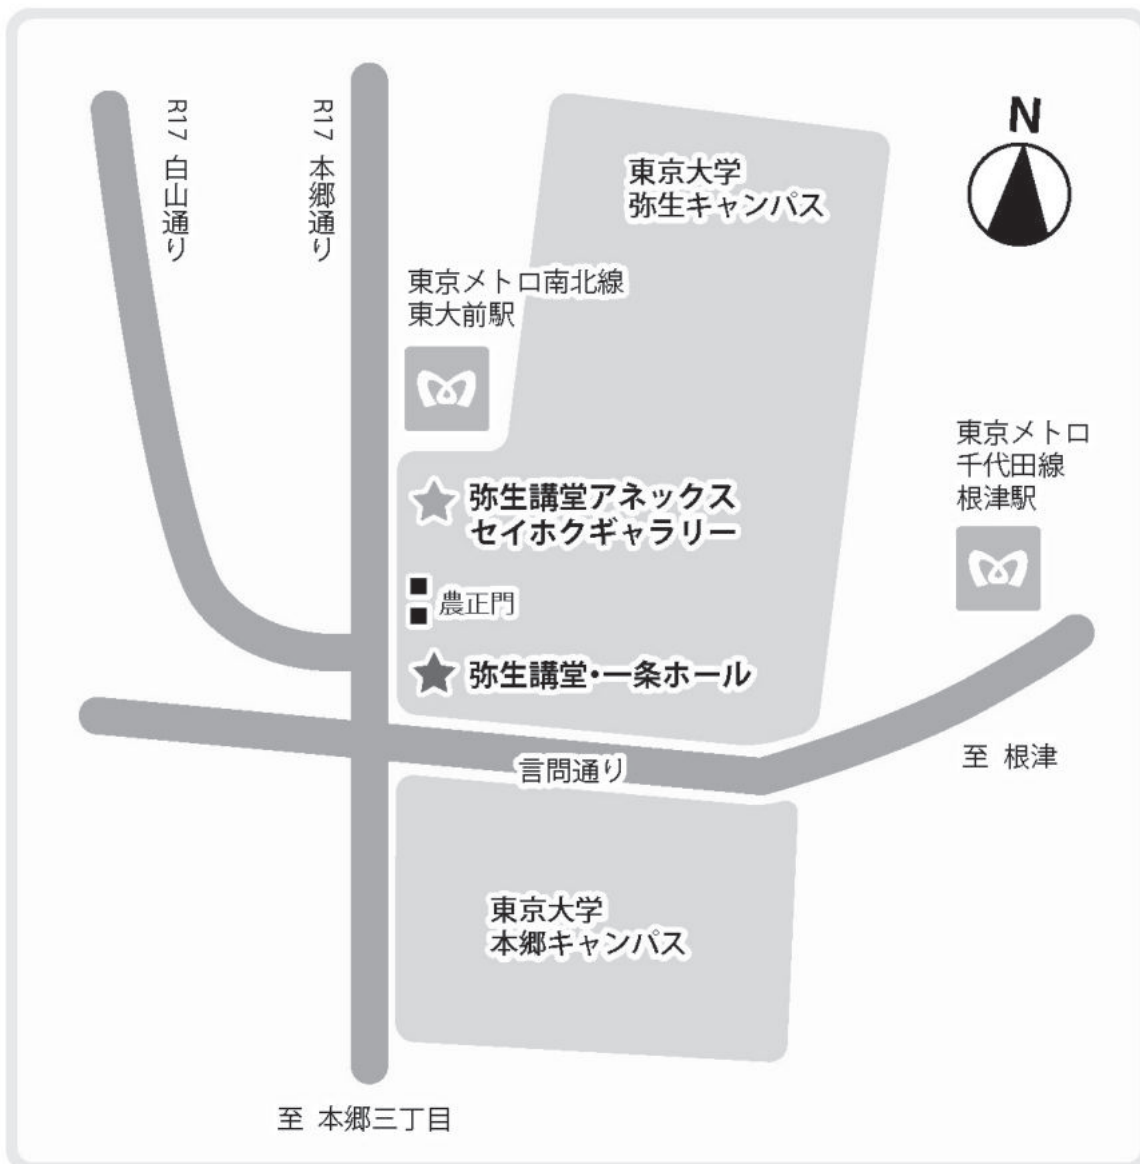 R17 白山通り
R17 本郷通り
東京大学
弥生キャンパス
N
東京メトロ南北線
東大前駅
東京メトロ
千代田線
根津駅
弥生講堂アネックス
セイホクギャラリー
農正門
弥生講堂・一条ホール
至 根津
言問通り
東京大学
本郷キャンパス
至 本郷三丁目